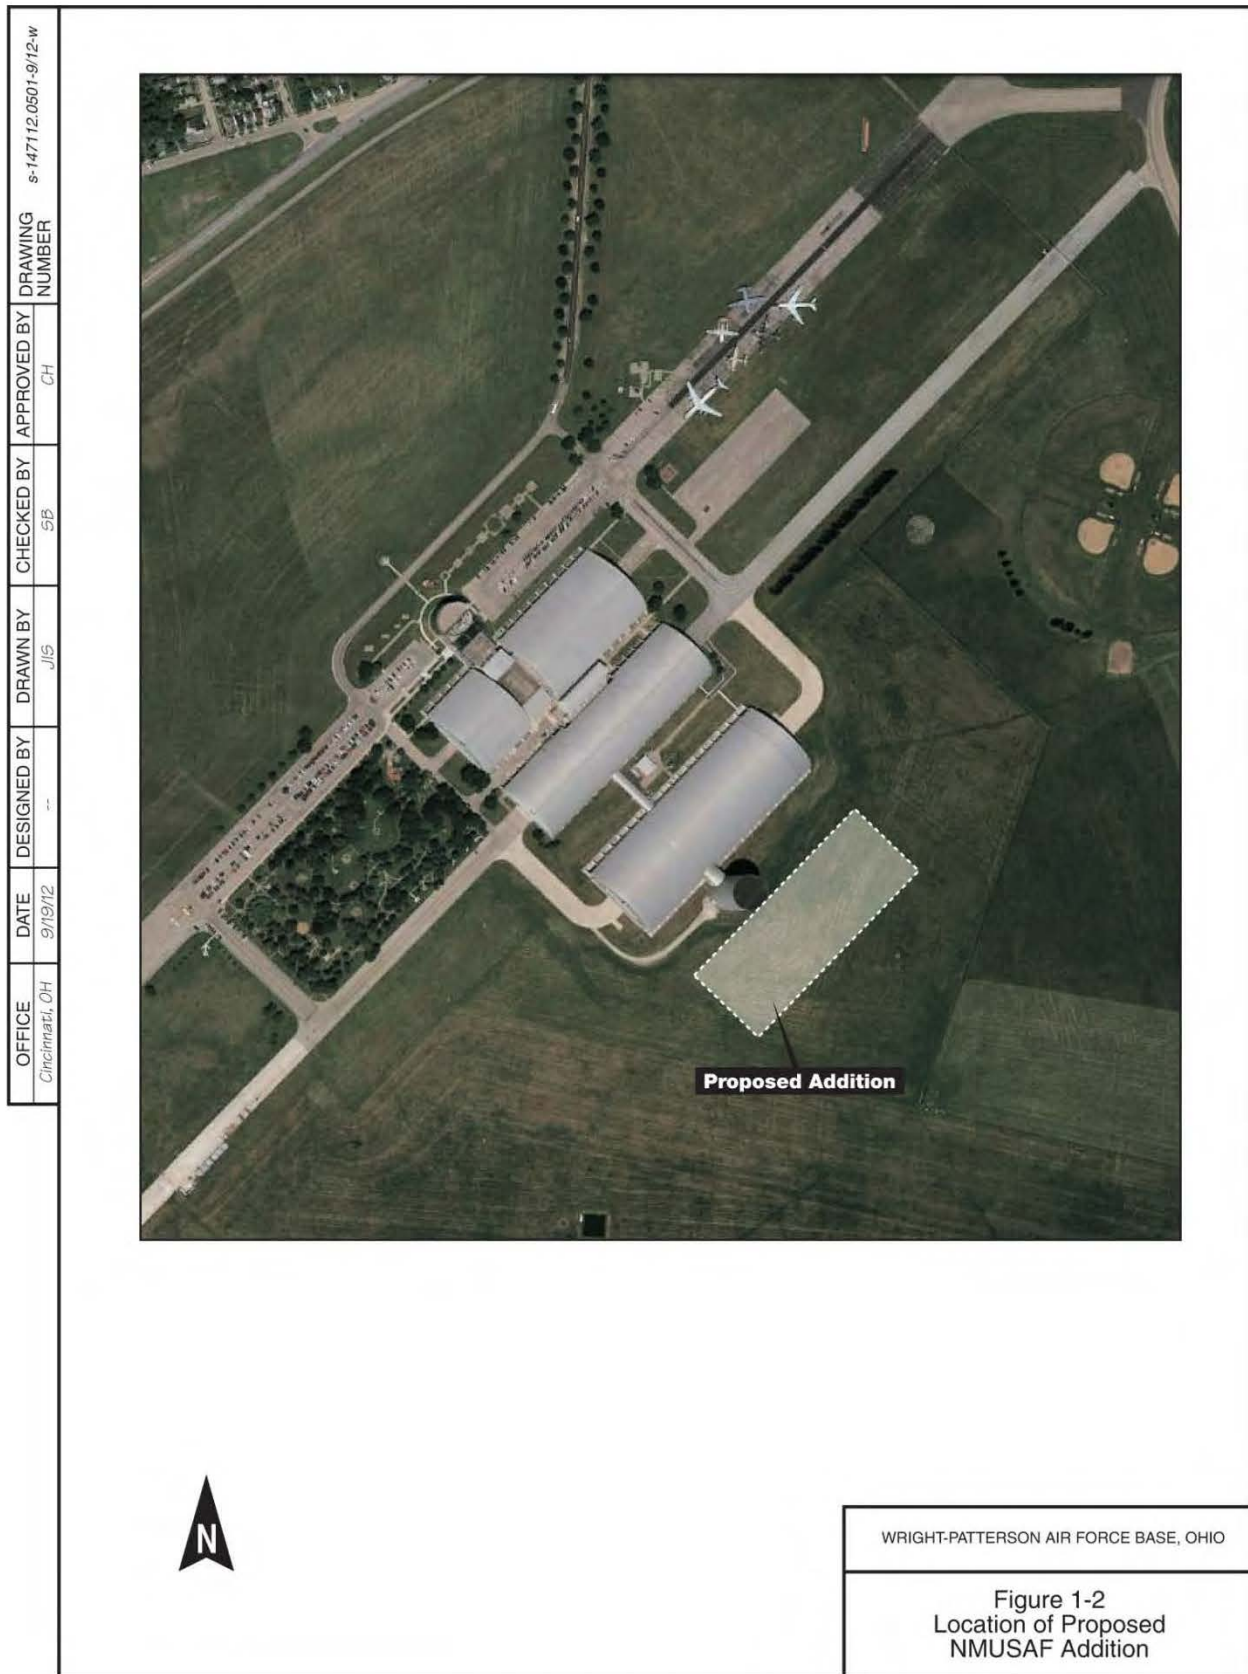 DRAWING
NUMBER
s-147112.0501-9/12-w
APPROVED BY
CH
CHECKED BY
SB
DRAWN BY
JIS
DESIGNED BY
--
DATE
9/19/12
OFFICE
Cincinnati, OH
Proposed Addition
N
WRIGHT-PATTERSON AIR FORCE BASE, OHIO
Figure 1-2
Location of Proposed
NMUSAF Addition